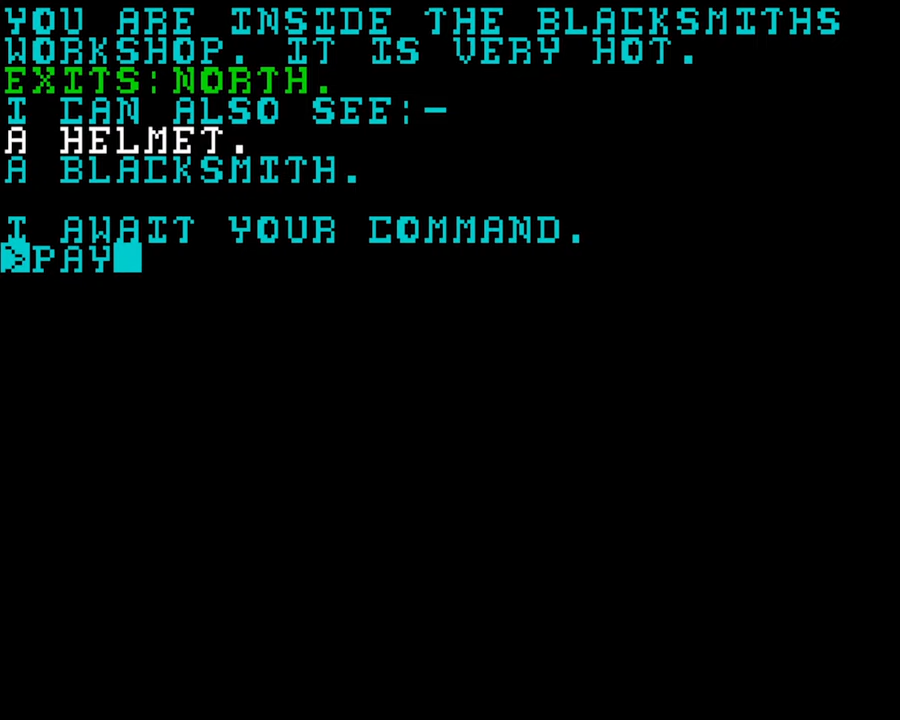 YOU ARE INSIDE THE BLACKSMITHS
WORKSHOP. IT IS VERY HOT.
EXITS:NORTH.
I CAN ALSO SEE:-
A HELMET.
A BLACKSMITH.
I AWAIT YOUR COMMAND.
>PAY